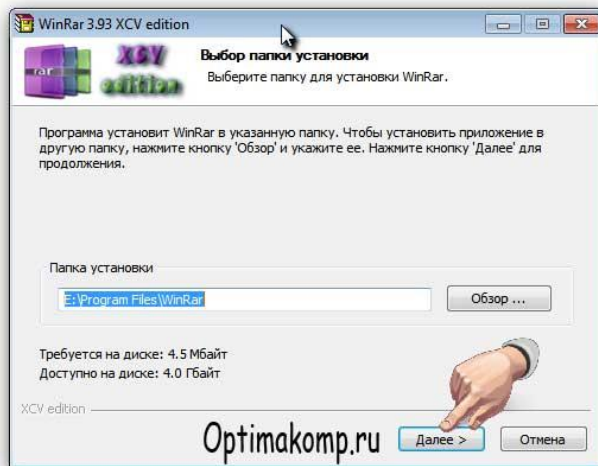 WinRar 3.93 XCV edition
rar
XCV
edition
Выбор папки установки
Выберите папку для установки WinRar.
Программа установит WinRar в указанную папку. Чтобы установить приложение в
другую папку, нажмите кнопку 'Обзор' и укажите ее. Нажмите кнопку 'Далее' для
продолжения.
Папка установки
E:\Program Files\WinRar
Обзор ...
Требуется на диске: 4.5 Мбайт
Доступно на диске: 4.0 Гбайт
XCV edition
Optimakomp.ru
Далее >
Отмена